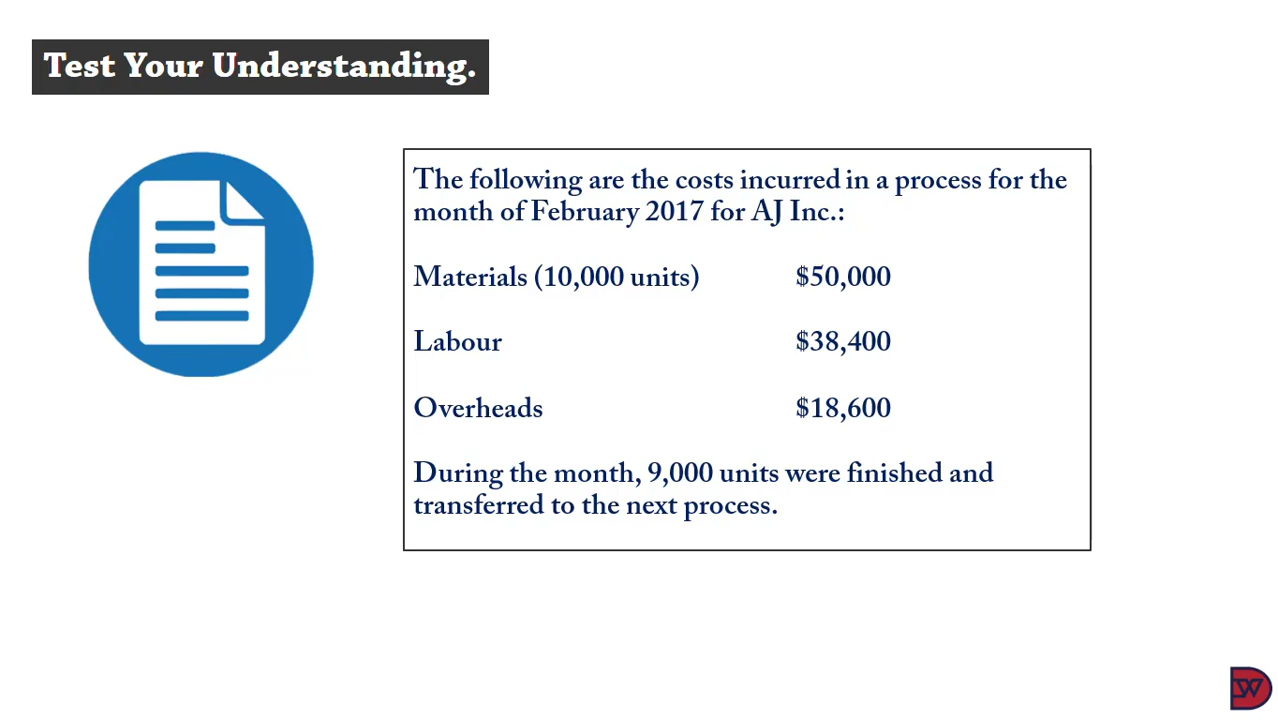 Test Your Understanding.
The following are the costs incurred in a process for the
month of February 2017 for AJ Inc.:
Materials (10,000 units) $50,000
Labour $38,400
Overheads $18,600
During the month, 9,000 units were finished and
transferred to the next process.
DW